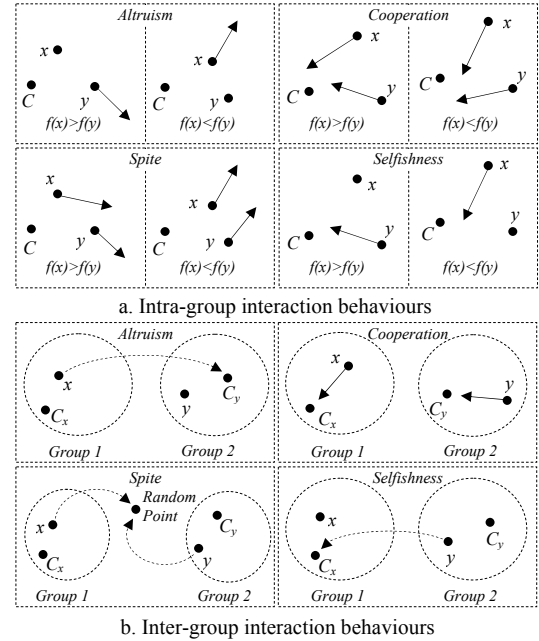 Altruism
Cooperation
x
C
y
f(x)>f(y)
x
C
y
f(x)<f(y)
x
C
y
f(x)>f(y)
x
C
y
f(x)<f(y)
Spite
Selfishness
x
C
y
f(x)>f(y)
x
C
y
f(x)<f(y)
x
C
y
f(x)>f(y)
x
C
y
f(x)<f(y)
a. Intra-group interaction behaviours
Altruism
Cooperation
x
Cx
Group 1
Cy
y
Group 2
x
Cx
Group 1
y
Cy
Group 2
Spite
Selfishness
x
Cx
Group 1
Random
Point
Cy
y
Group 2
x
Cx
Group 1
Cy
y
Group 2
b. Inter-group interaction behaviours